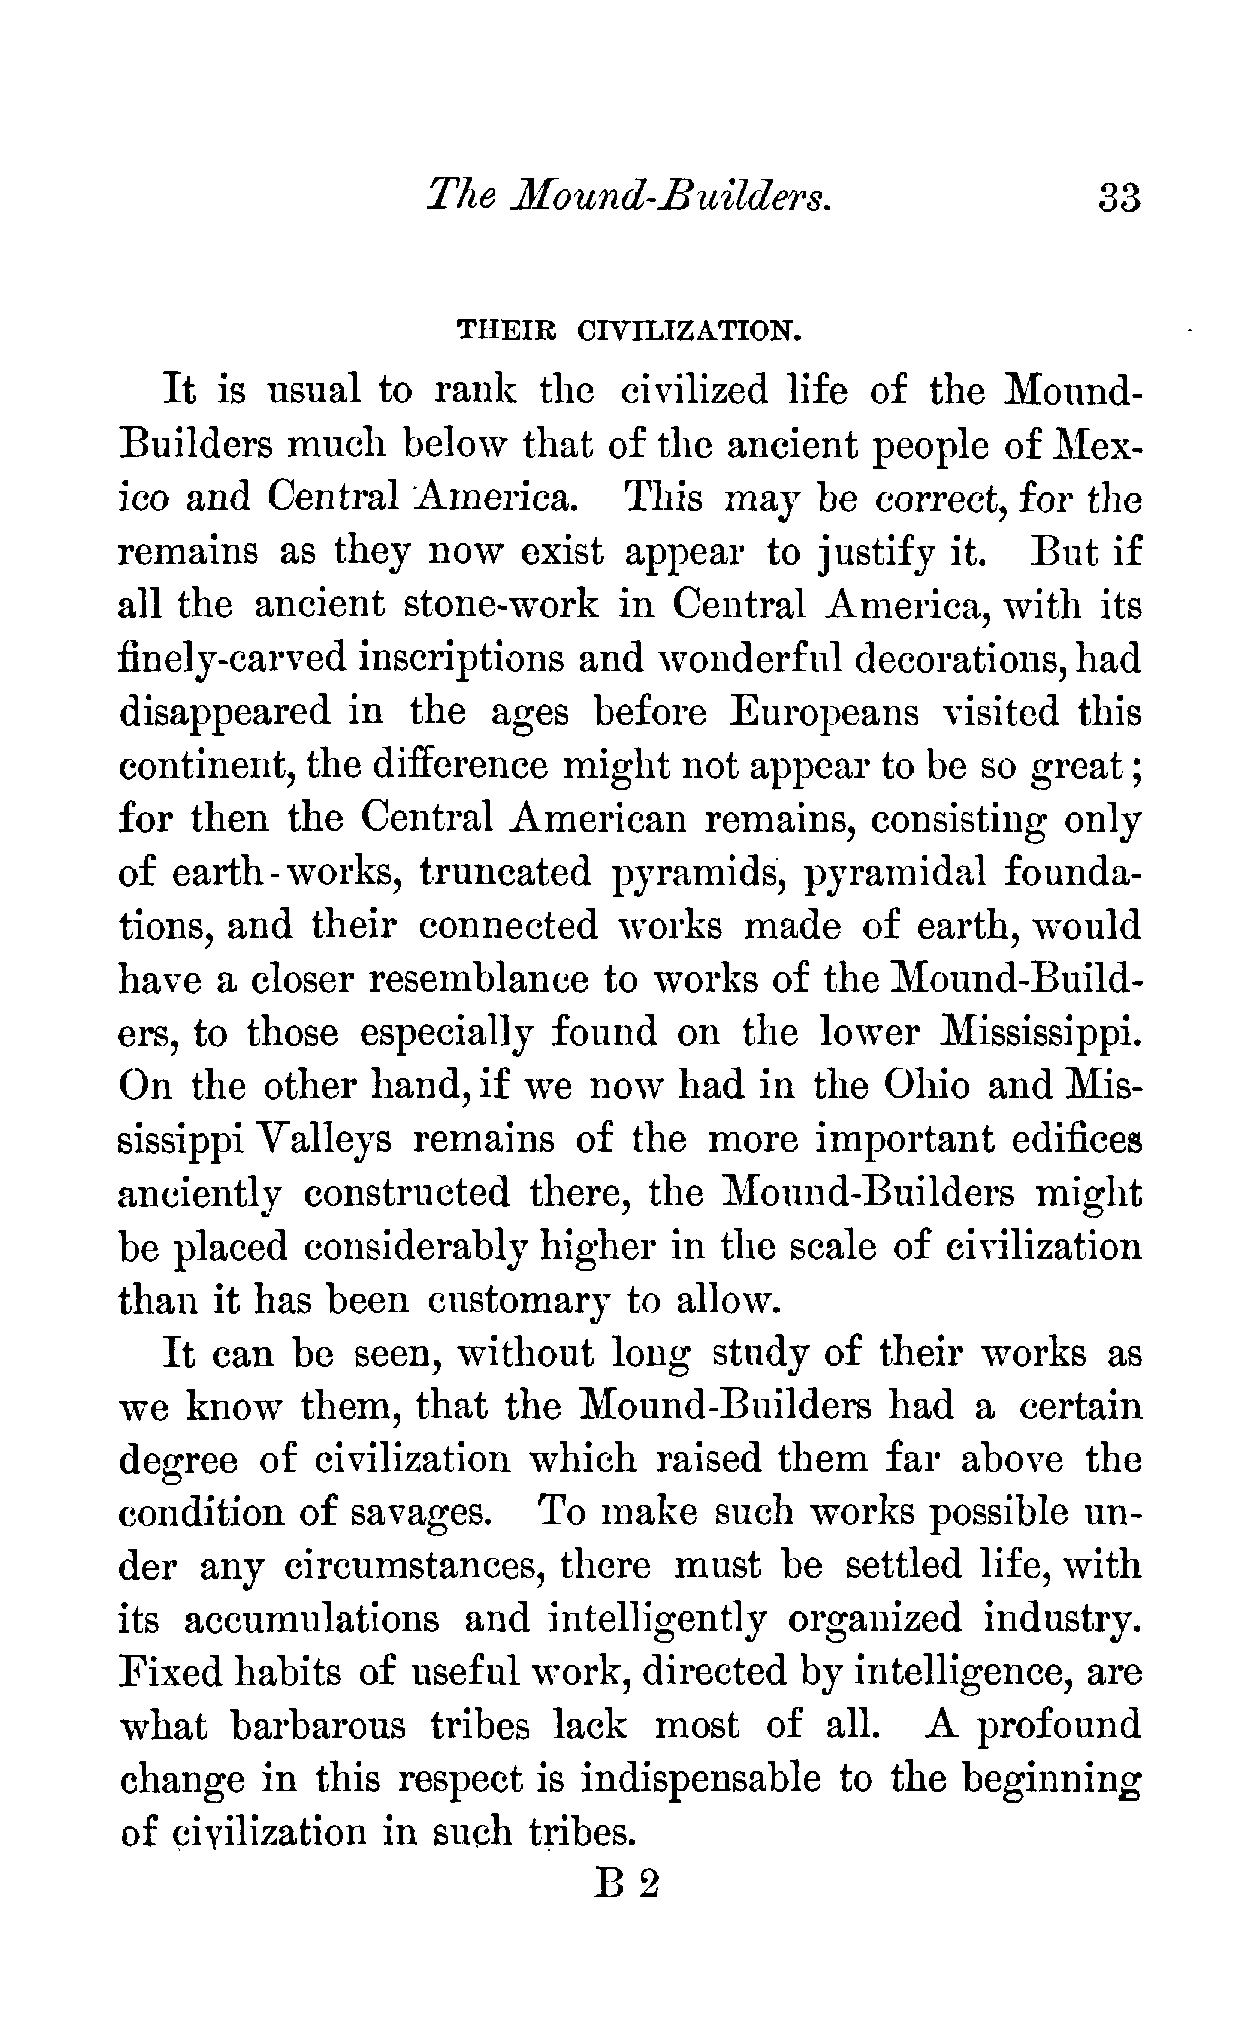 The Mound-Builders. 33
THEIR CIVILIZATION.
It is usual to rank the civilized life of the Mound-
Builders much below that of the ancient people of Mex-
ico and Central America. This may be correct, for the
remains as they now exist appear to justify it. But if
all the ancient stone-work in Central America, with its
finely-carved inscriptions and wonderful decorations, had
disappeared in the ages before Europeans visited this
continent, the difference might not appear to be so great;
for then the Central American remains, consisting only
of earth-works, truncated pyramids, pyramidal founda-
tions, and their connected works made of earth, would
have a closer resemblance to works of the Mound-Build-
ers, to those especially found on the lower Mississippi.
On the other hand, if we now had in the Ohio and Mis-
sissippi Valleys remains of the more important edifices
anciently constructed there, the Mound-Builders might
be placed considerably higher in the scale of civilization
than it has been customary to allow.
It can be seen, without long study of their works as
we know them, that the Mound-Builders had a certain
degree of civilization which raised them far above the
condition of savages. To make such works possible un-
der any circumstances, there must be settled life, with
its accumulations and intelligently organized industry.
Fixed habits of useful work, directed by intelligence, are
what barbarous tribes lack most of all. A profound
change in this respect is indispensable to the beginning
of civilization in such tribes.
B 2